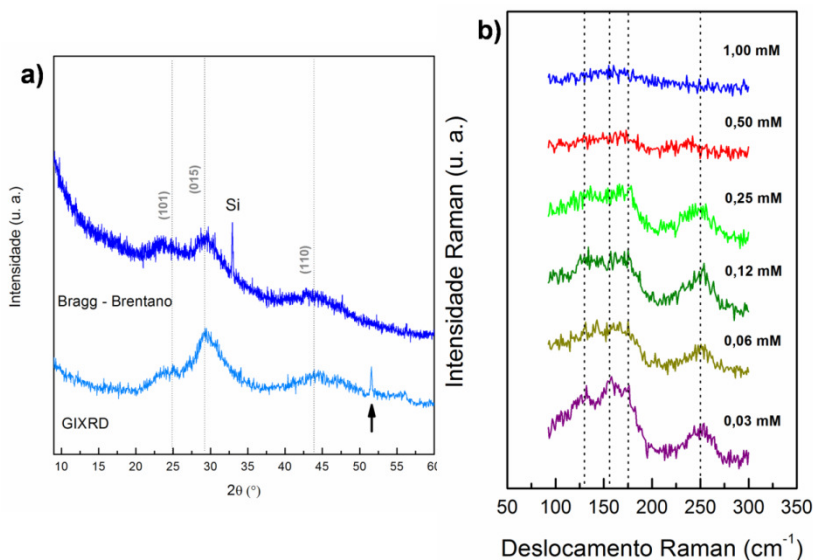 a)
Intensidade (u. a.)
(101)
(015)
Si
(110)
Bragg - Brentano
GIXRD
10 15 20 25 30 35 40 45 50 55 60
2θ (°)
b)
Intensidade Raman (u. a.)
1,00 mM
0,50 mM
0,25 mM
0,12 mM
0,06 mM
0,03 mM
50 100 150 200 250 300 350
Deslocamento Raman (cm⁻¹)